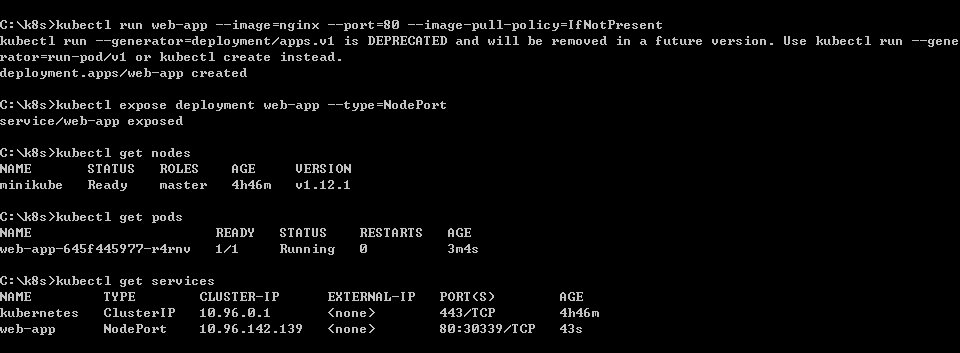 C:\k8s>kubectl run web-app --image=nginx --port=80 --image-pull-policy=IfNotPresent
kubectl run --generator=deployment/apps.v1 is DEPRECATED and will be removed in a future version. Use kubectl run --gene
rator=run-pod/v1 or kubectl create instead.
deployment.apps/web-app created
C:\k8s>kubectl expose deployment web-app --type=NodePort
service/web-app exposed
C:\k8s>kubectl get nodes
NAME       STATUS   ROLES    AGE     VERSION
minikube   Ready    master   4h46m   v1.12.1
C:\k8s>kubectl get pods
NAME                       READY   STATUS    RESTARTS   AGE
web-app-645f445977-r4rnv   1/1     Running   0          3m4s
C:\k8s>kubectl get services
NAME         TYPE        CLUSTER-IP      EXTERNAL-IP   PORT(S)        AGE
kubernetes   ClusterIP   10.96.0.1       <none>        443/TCP        4h46m
web-app      NodePort    10.96.142.139   <none>        80:30339/TCP   43s